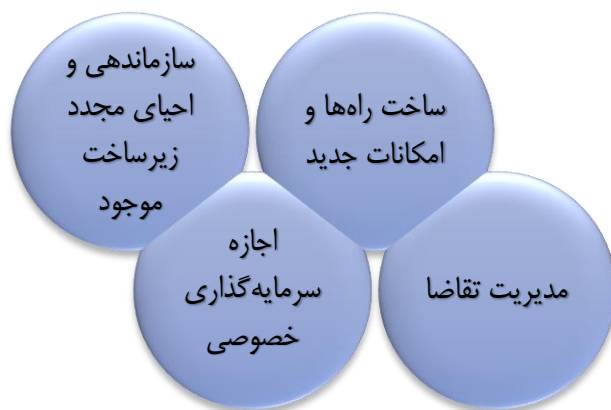 سازماندهی و
احیای مجدد
زیرساخت
موجود
ساخت راه‌ها و
امکانات جدید
اجازه
سرمایه‌گذاری
خصوصی
مدیریت تقاضا